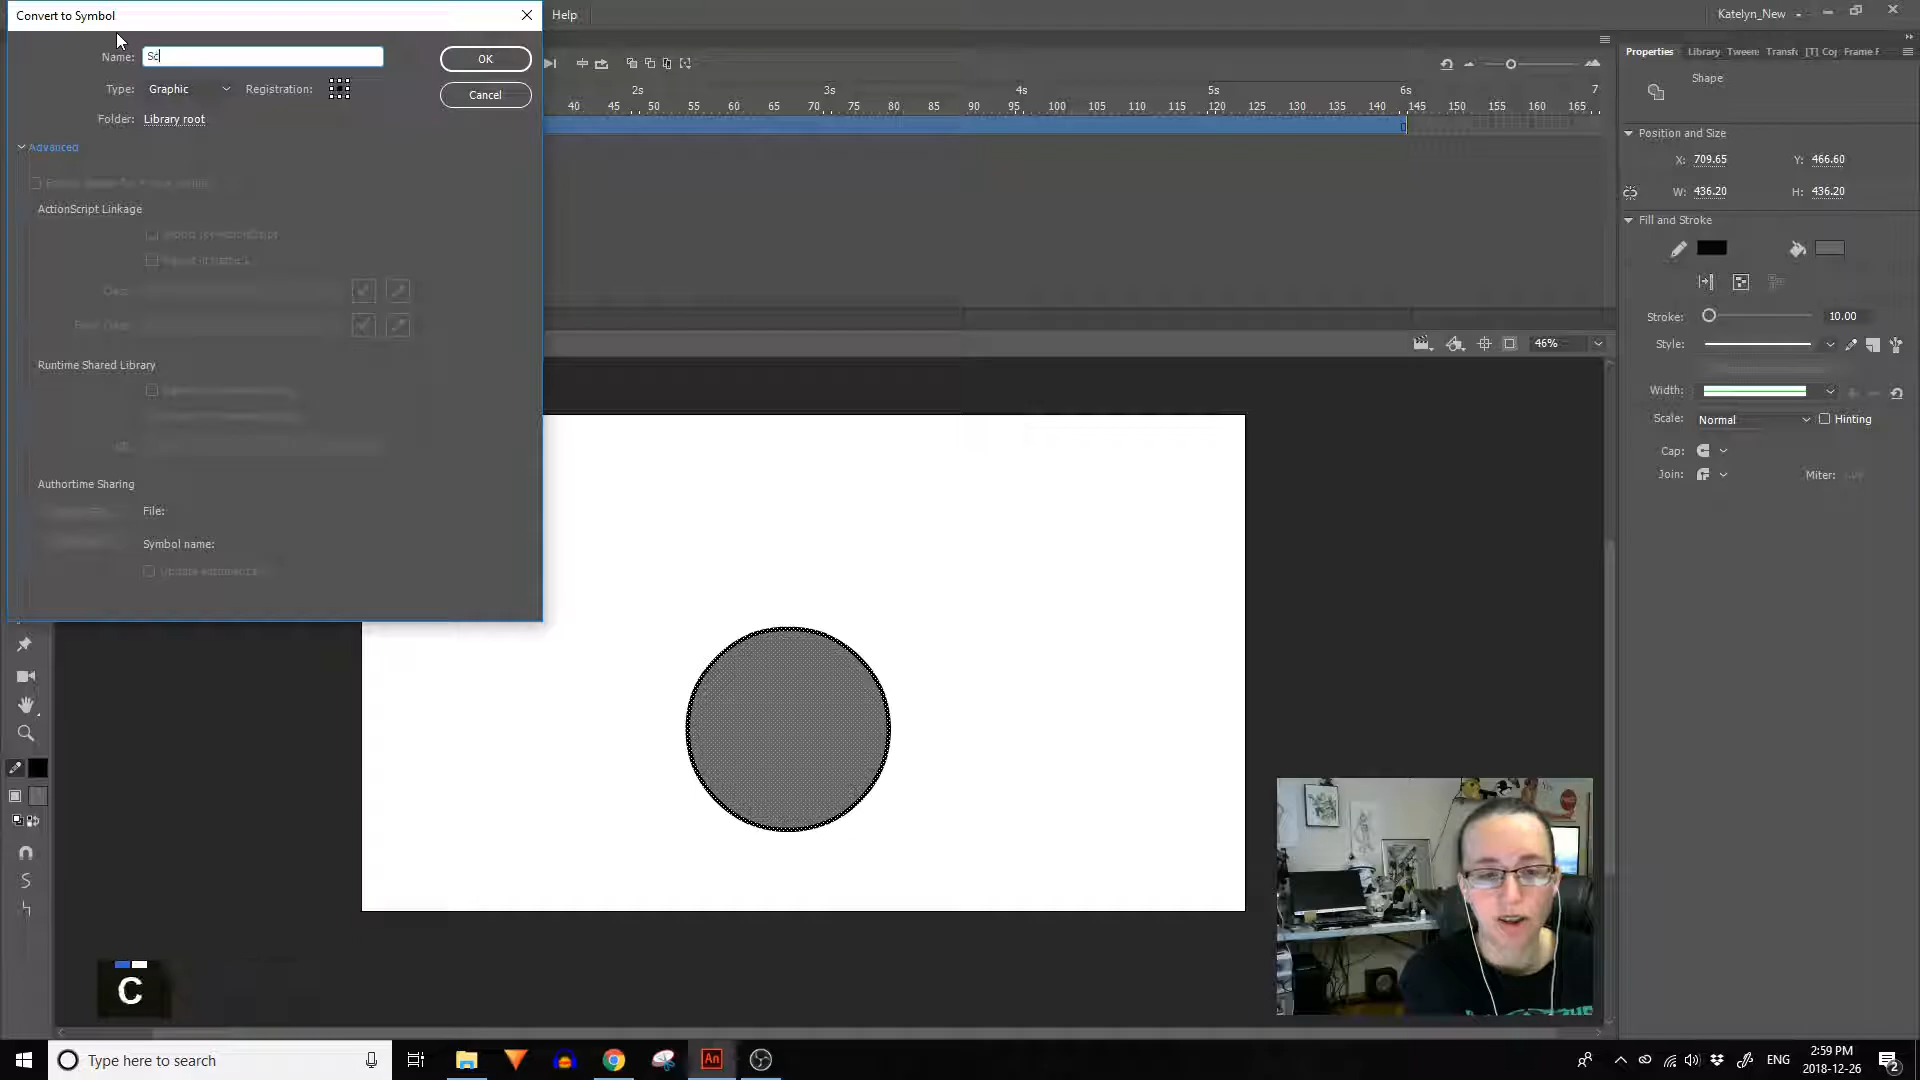 Convert to Symbol
Help
Katelyn_New
Name: Sc
OK
Type: Graphic
Registration:
Cancel
Folder: Library root
Advanced
ActionScript Linkage
Runtime Shared Library
Authortime Sharing
File:
Symbol name:
2s 3s 4s 5s 6s 7
40 45 50 55 60 65 70 75 80 85 90 95 100 105 110 115 120 125 130 135 140 145 150 155 160 165
46%
Properties Library Tweene Transfo [T] Cop Frame P
Shape
Position and Size
X: 709.65 Y: 466.60
W: 436.20 H: 436.20
Fill and Stroke
Stroke: 10.00
Style:
Width:
Scale: Normal Hinting
Cap:
Join: Miter:
C
Type here to search
An
ENG
2:59 PM
2018-12-26
2